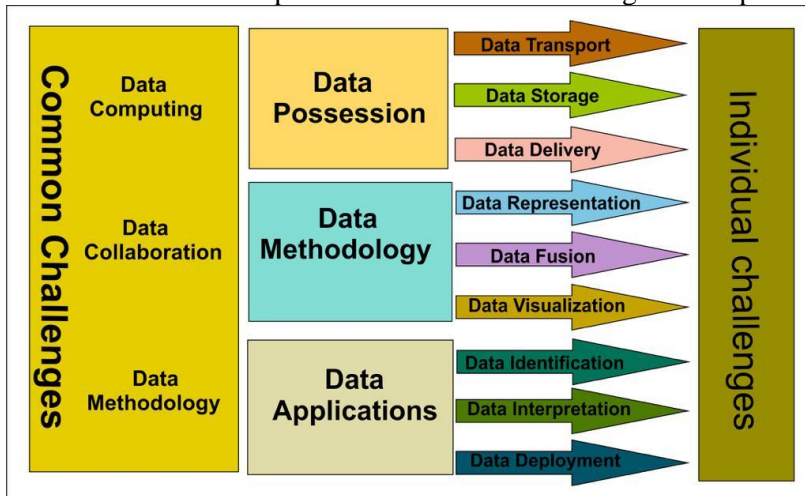 Common Challenges
Data
Computing
Data
Collaboration
Data
Methodology
Data
Possession
Data
Methodology
Data
Applications
Data Transport
Data Storage
Data Delivery
Data Representation
Data Fusion
Data Visualization
Data Identification
Data Interpretation
Data Deployment
Individual challenges